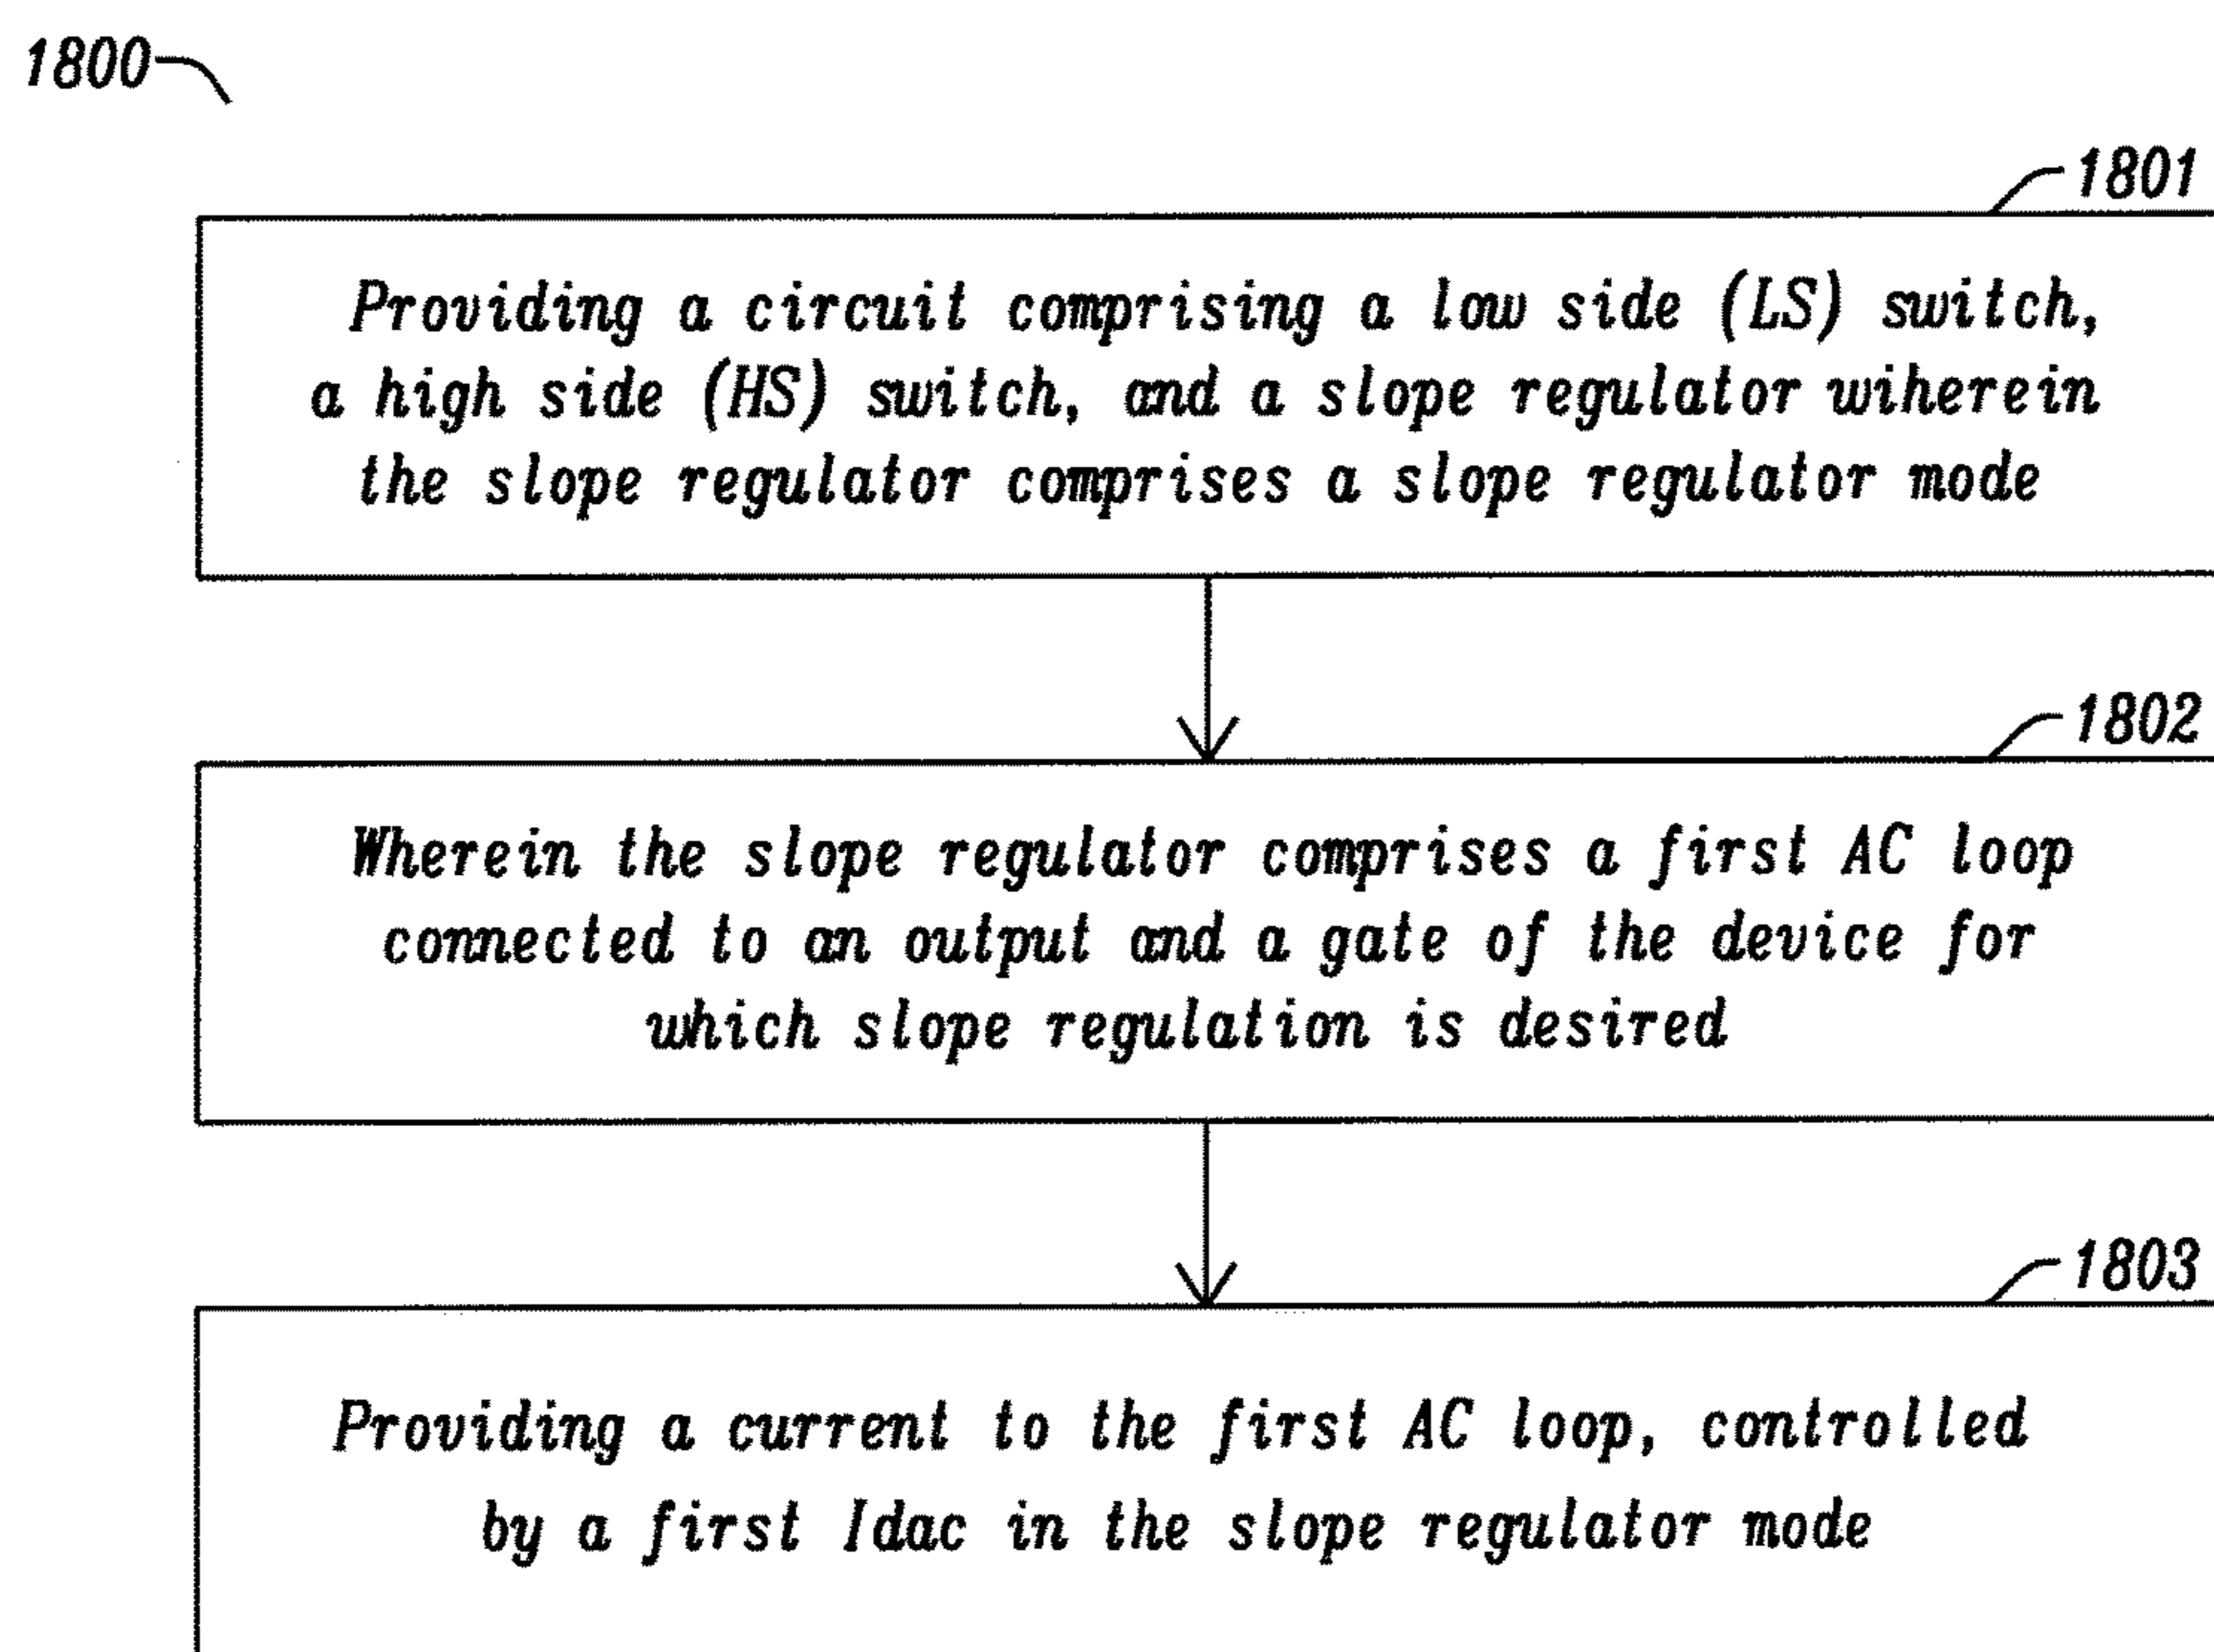 1800
1801
Providing a circuit comprising a low side (LS) switch,
a high side (HS) switch, and a slope regulator wiherein
the slope regulator comprises a slope regulator mode
1802
Wherein the slope regulator comprises a first AC loop
connected to an output and a gate of the device for
which slope regulation is desired
1803
Providing a current to the first AC loop, controlled
by a first Idac in the slope regulator mode